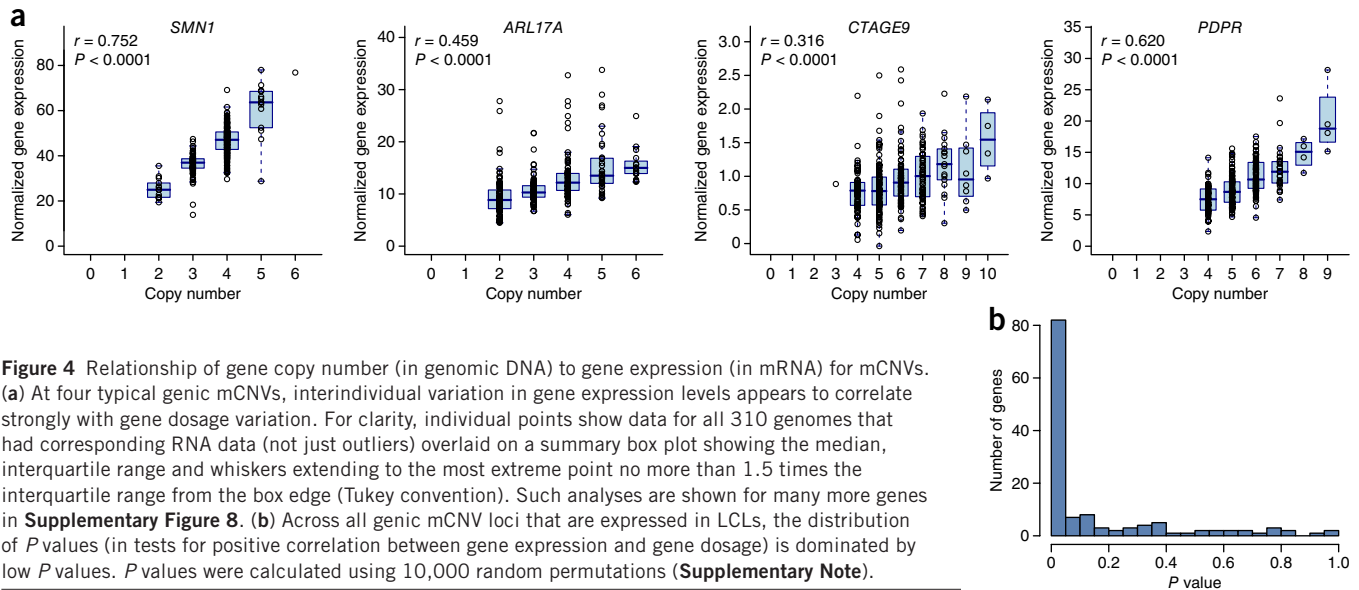 a
SMN1
r = 0.752
P < 0.0001
Normalized gene expression
80
60
40
20
0
0 1 2 3 4 5 6
Copy number
ARL17A
r = 0.459
P < 0.0001
Normalized gene expression
40
30
20
10
0
0 1 2 3 4 5 6
Copy number
CTAGE9
r = 0.316
P < 0.0001
Normalized gene expression
3.0
2.5
2.0
1.5
1.0
0.5
0
0 1 2 3 4 5 6 7 8 9 10
Copy number
PDPR
r = 0.620
P < 0.0001
Normalized gene expression
35
30
25
20
15
10
5
0
0 1 2 3 4 5 6 7 8 9
Copy number
Figure 4 Relationship of gene copy number (in genomic DNA) to gene expression (in mRNA) for mCNVs.
(a) At four typical genic mCNVs, interindividual variation in gene expression levels appears to correlate
strongly with gene dosage variation. For clarity, individual points show data for all 310 genomes that
had corresponding RNA data (not just outliers) overlaid on a summary box plot showing the median,
interquartile range and whiskers extending to the most extreme point no more than 1.5 times the
interquartile range from the box edge (Tukey convention). Such analyses are shown for many more genes
in Supplementary Figure 8. (b) Across all genic mCNV loci that are expressed in LCLs, the distribution
of P values (in tests for positive correlation between gene expression and gene dosage) is dominated by
low P values. P values were calculated using 10,000 random permutations (Supplementary Note).
b
Number of genes
80
60
40
20
0
0 0.2 0.4 0.6 0.8 1.0
P value